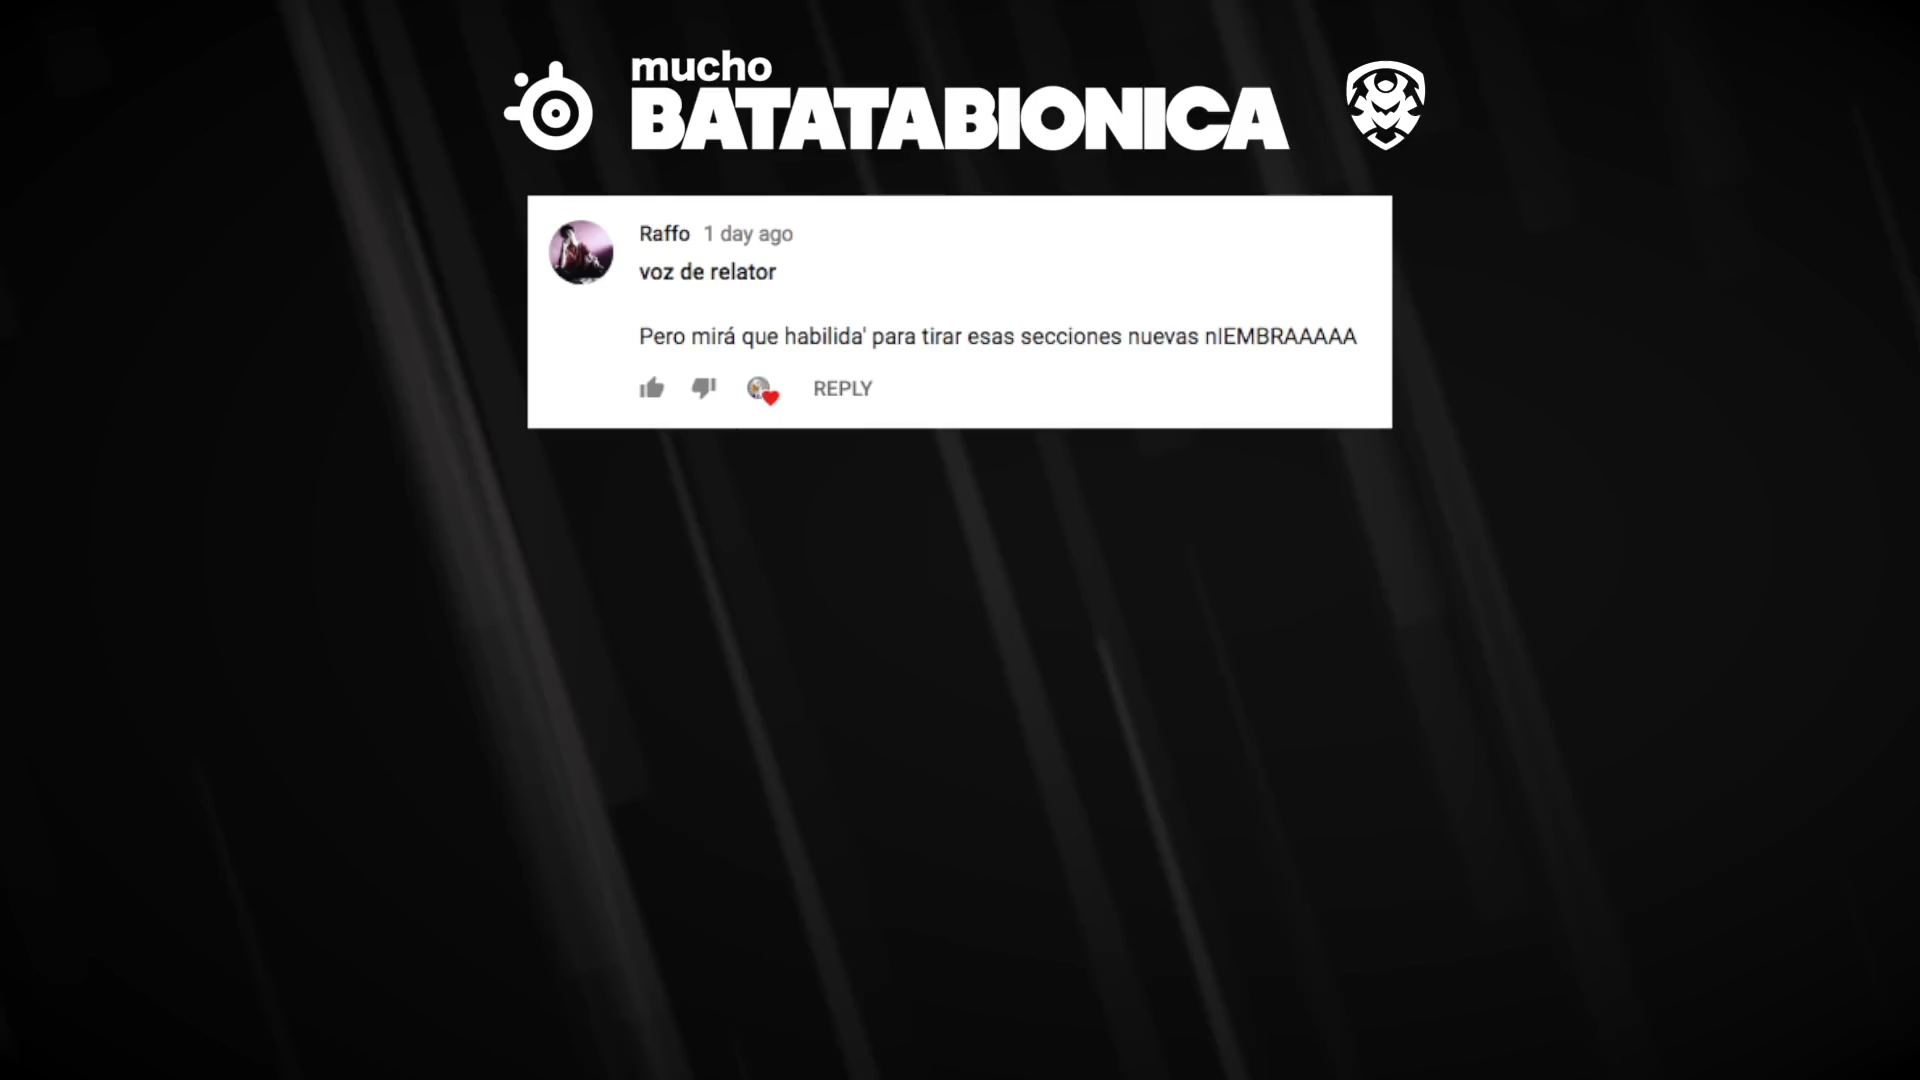 mucho
BATATABIONICA
Raffo 1 day ago
voz de relator
Pero mirá que habilida' para tirar esas secciones nuevas nIEMBRAAAAA
REPLY